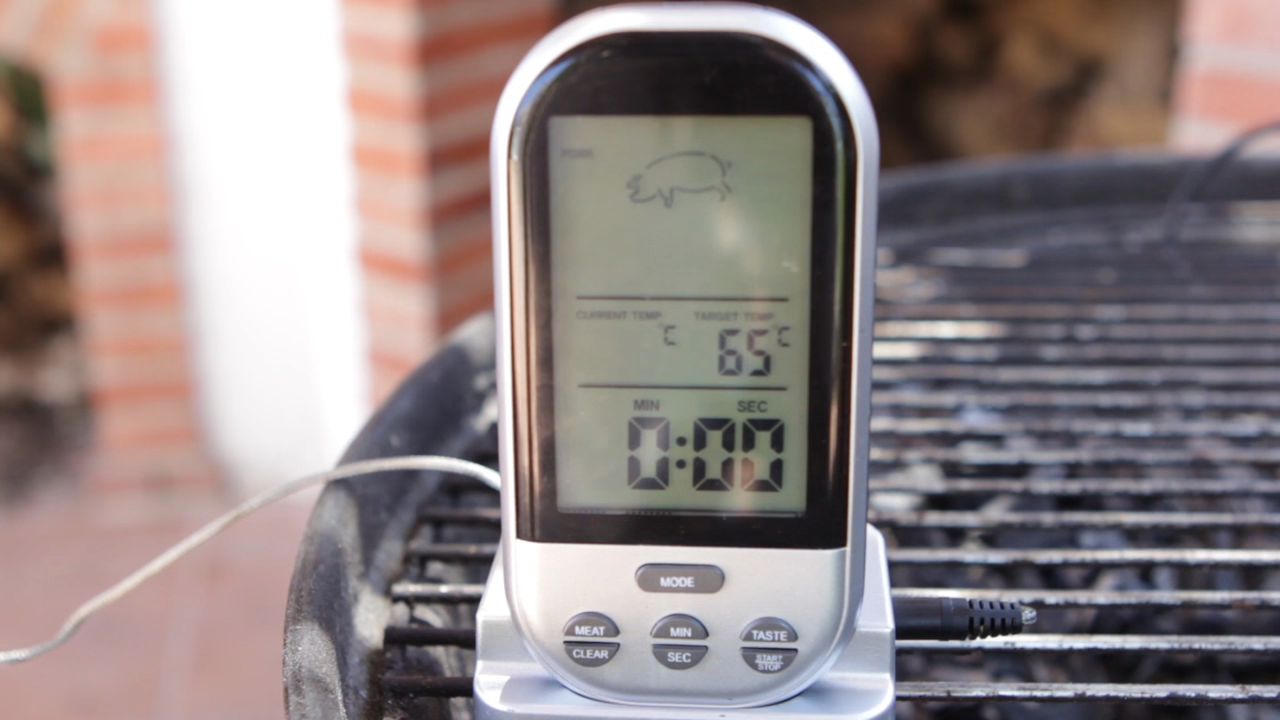 PORK
CURRENT TEMP TARGET TEMP
°C 65°C
MIN SEC
0:00
MODE
MEAT MIN TASTE
CLEAR SEC START STOP